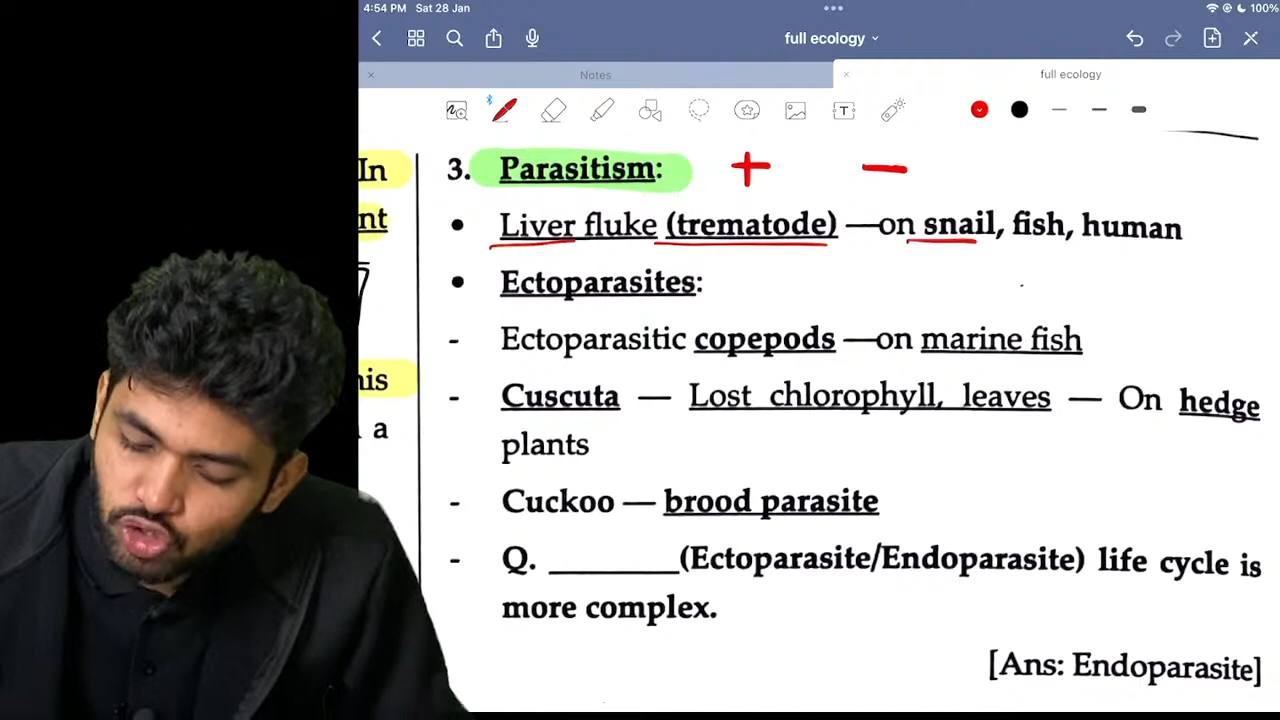 4:54 PM Sat 28 Jan
100%
full ecology
Notes
full ecology
T
In
nt
his
a
3. Parasitism: + −
• Liver fluke (trematode) — on snail, fish, human
• Ectoparasites:
- Ectoparasitic copepods — on marine fish
- Cuscuta — Lost chlorophyll, leaves — On hedge
plants
- Cuckoo — brood parasite
- Q. ________(Ectoparasite/Endoparasite) life cycle is
more complex.
[Ans: Endoparasite]